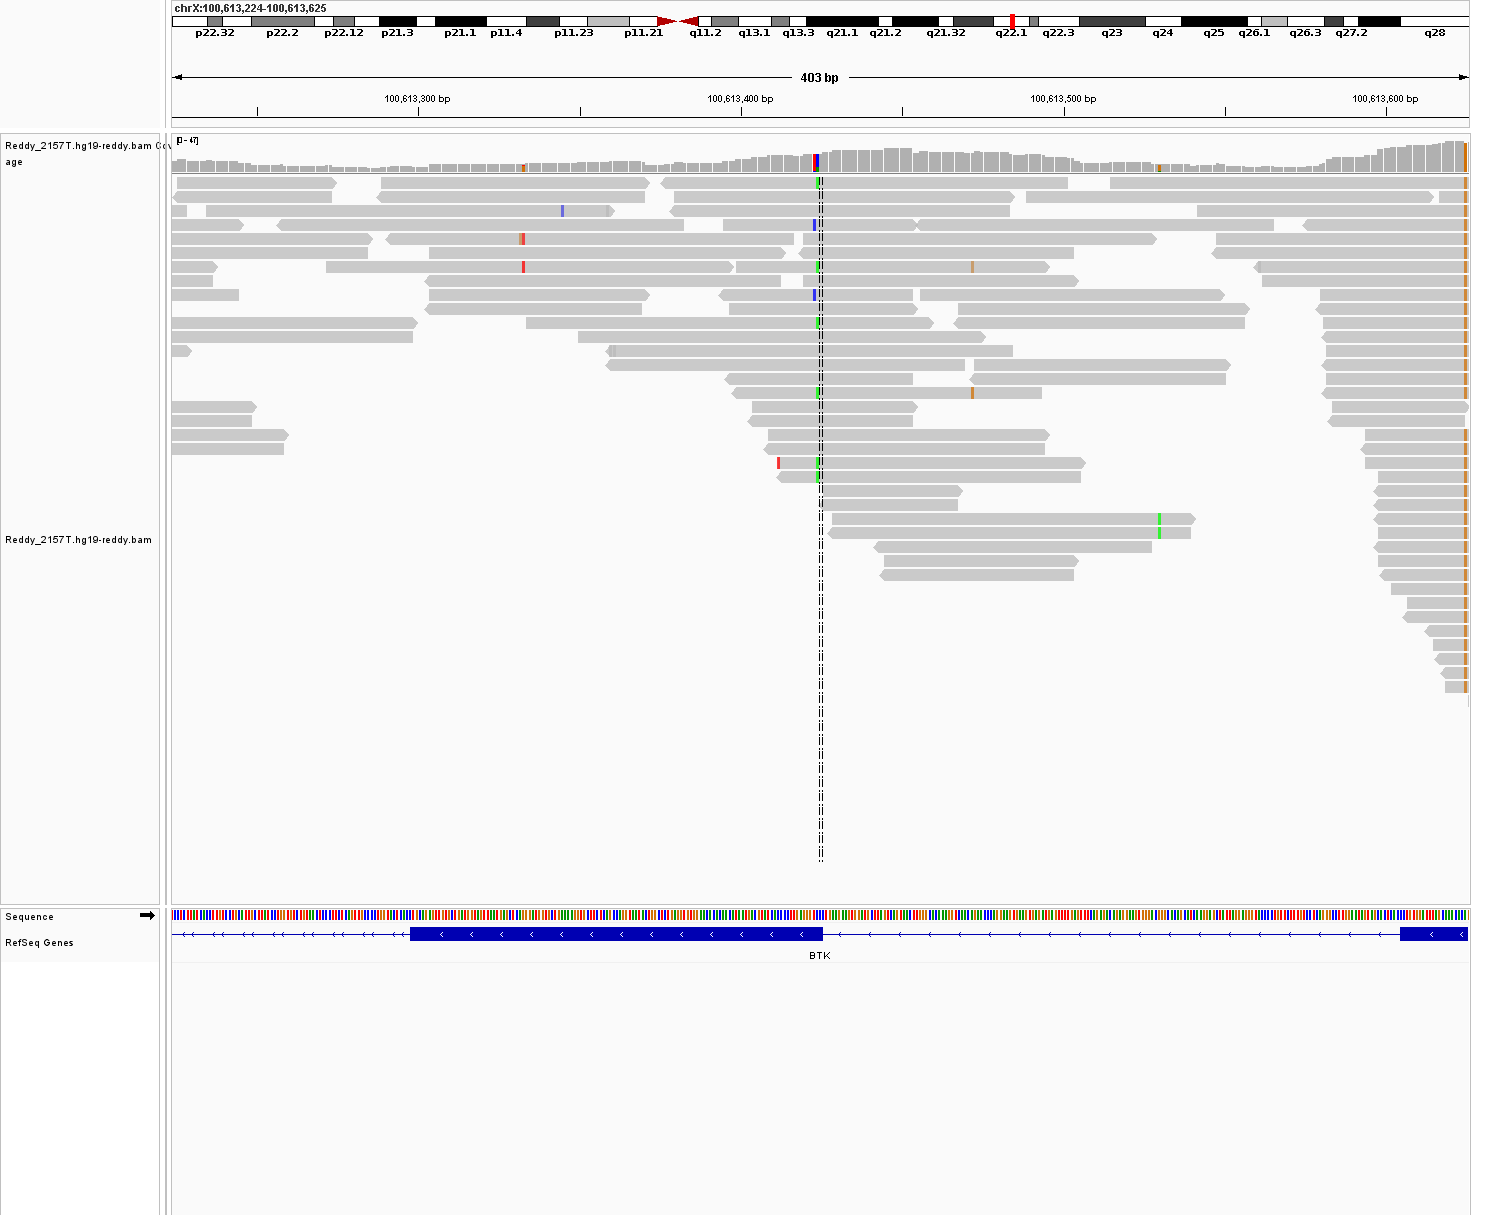 chrX:100,613,224-100,613,625
p22.32 p22.2 p22.12 p21.3 p21.1 p11.4 p11.23 p11.21 q11.2 q13.1 q13.3 q21.1 q21.2 q21.32 q22.1 q22.3 q23 q24 q25 q26.1 q26.3 q27.2 q28
403 bp
100,613,300 bp 100,613,400 bp 100,613,500 bp 100,613,600 bp
[0 - 47]
Reddy_2157T.hg19-reddy.bam Cov
age
Reddy_2157T.hg19-reddy.bam
Sequence
RefSeq Genes
BTK